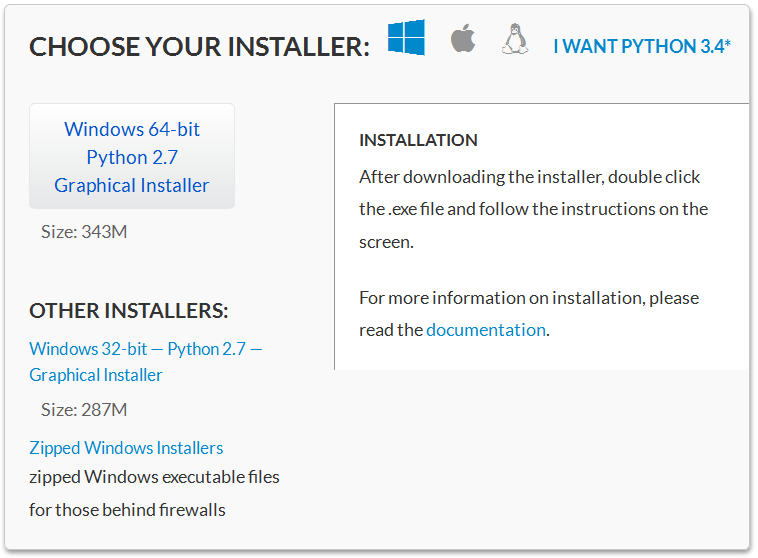 CHOOSE YOUR INSTALLER:
I WANT PYTHON 3.4*
Windows 64-bit
Python 2.7
Graphical Installer
Size: 343M
OTHER INSTALLERS:
Windows 32-bit — Python 2.7 —
Graphical Installer
Size: 287M
Zipped Windows Installers
zipped Windows executable files
for those behind firewalls
INSTALLATION
After downloading the installer, double click
the .exe file and follow the instructions on the
screen.
For more information on installation, please
read the documentation.